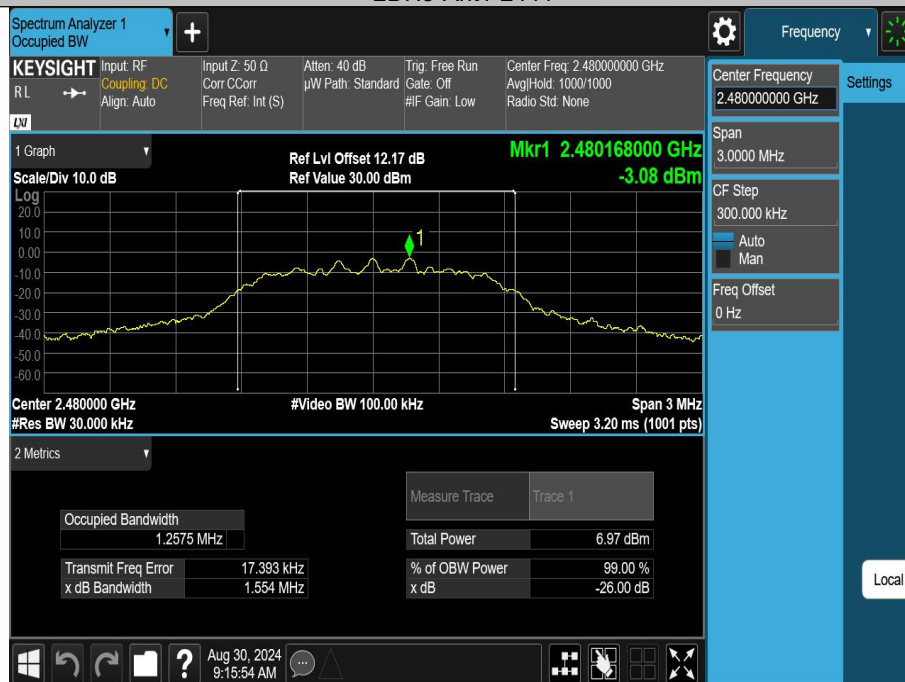 Spectrum Analyzer 1
Occupied BW
Frequency
KEYSIGHT
RL
LXI
Input: RF
Coupling: DC
Align: Auto
Input Z: 50 Ω
Corr CCorr
Freq Ref: Int (S)
Atten: 40 dB
µW Path: Standard
Trig: Free Run
Gate: Off
#IF Gain: Low
Center Freq: 2.480000000 GHz
Avg|Hold: 1000/1000
Radio Std: None
Center Frequency
2.480000000 GHz
Settings
Span
3.0000 MHz
CF Step
300.000 kHz
Auto
Man
Freq Offset
0 Hz
Local
1 Graph
Scale/Div 10.0 dB
Ref Lvl Offset 12.17 dB
Ref Value 30.00 dBm
Mkr1 2.480168000 GHz
-3.08 dBm
Log
20.0
10.0
0.00
-10.0
-20.0
-30.0
-40.0
-50.0
-60.0
1
Center 2.480000 GHz
#Video BW 100.00 kHz
Span 3 MHz
#Res BW 30.000 kHz
Sweep 3.20 ms (1001 pts)
2 Metrics
Measure Trace
Trace 1
Occupied Bandwidth
1.2575 MHz
Total Power
6.97 dBm
Transmit Freq Error
17.393 kHz
% of OBW Power
99.00 %
x dB Bandwidth
1.554 MHz
x dB
-26.00 dB
?
Aug 30, 2024
9:15:54 AM